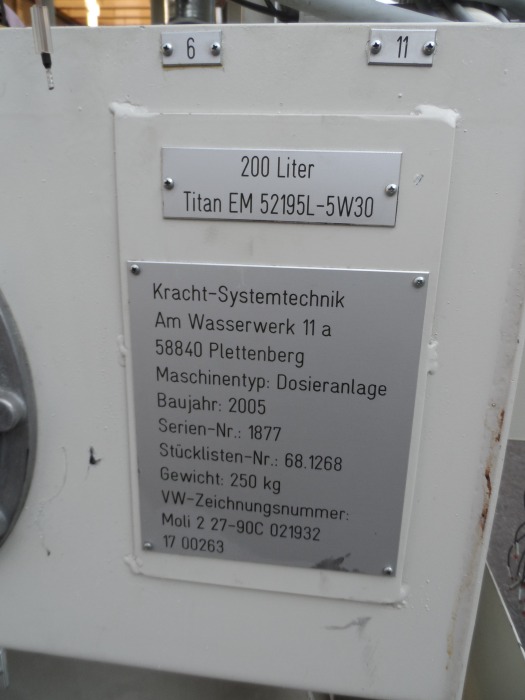 6
11
200 Liter
Titan EM 52195L-5W30
Kracht-Systemtechnik
Am Wasserwerk 11 a
58840 Plettenberg
Maschinentyp: Dosieranlage
Baujahr: 2005
Serien-Nr.: 1877
Stücklisten-Nr.: 68.1268
Gewicht: 250 kg
VW-Zeichnungsnummer:
Moli 2 27-90C 021932
17 00263